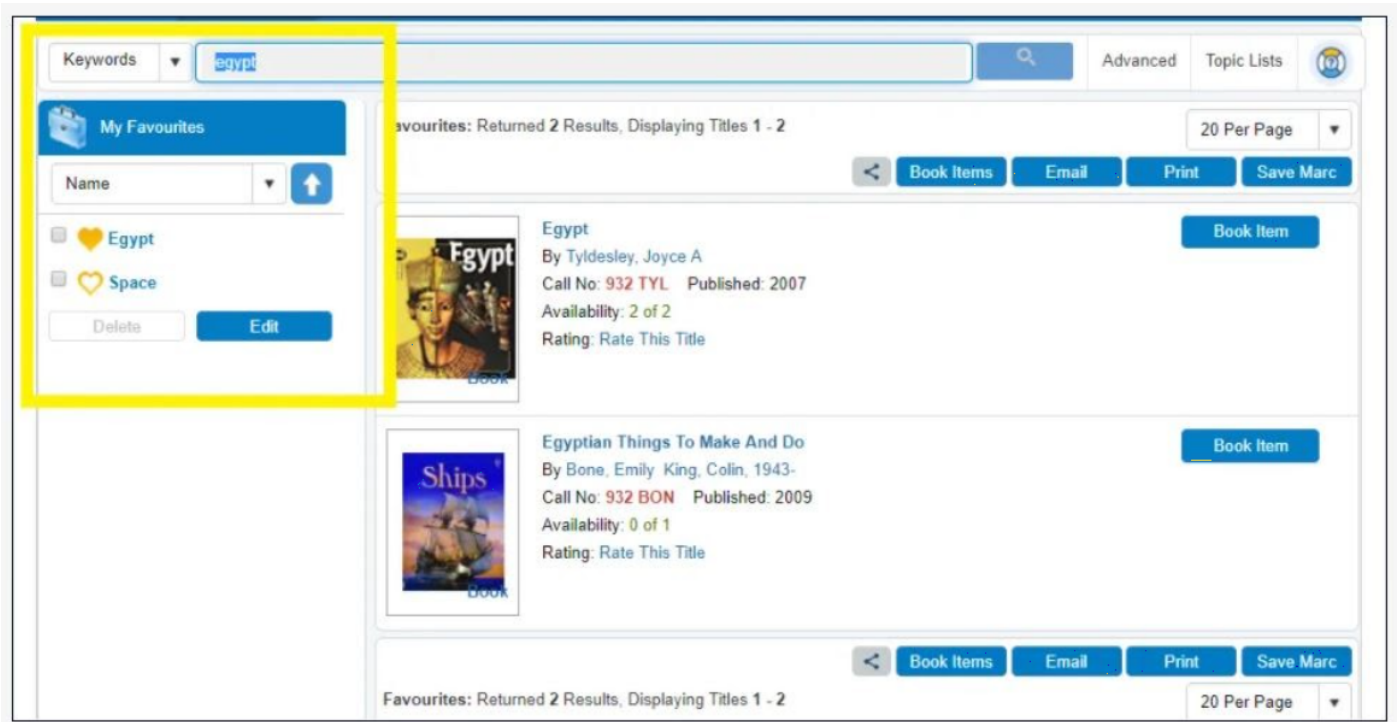 Keywords egypt Advanced Topic Lists
My Favourites
Name
Egypt
Space
Delete Edit
avourites: Returned 2 Results, Displaying Titles 1 - 2 20 Per Page
Book Items Email Print Save Marc
Egypt
Egypt Book Item
By Tyldesley, Joyce A
Call No: 932 TYL Published: 2007
Availability: 2 of 2
Rating: Rate This Title
Book
Ships
Egyptian Things To Make And Do Book Item
By Bone, Emily King, Colin, 1943-
Call No: 932 BON Published: 2009
Availability: 0 of 1
Rating: Rate This Title
Book
Book Items Email Print Save Marc
Favourites: Returned 2 Results, Displaying Titles 1 - 2 20 Per Page